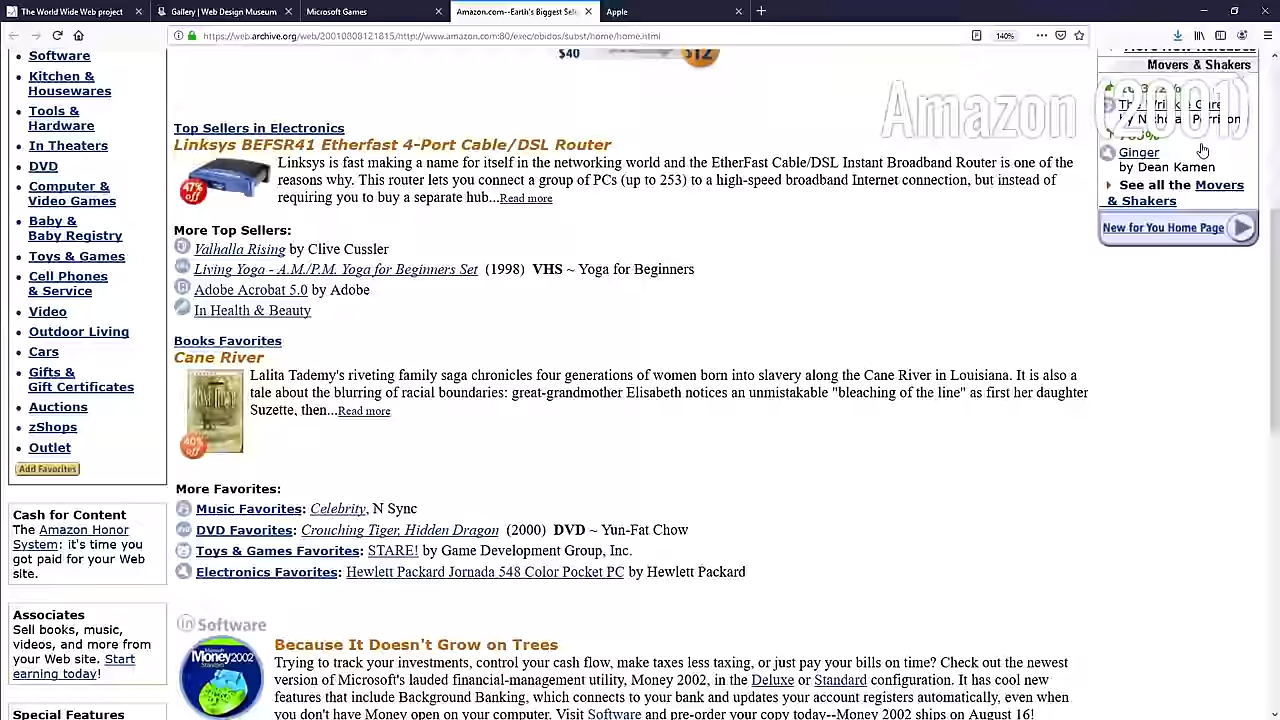 The World Wide Web project
Gallery | Web Design Museum
Microsoft Games
Amazon.com--Earth's Biggest Sele
Apple
https://web.archive.org/web/20010808121815/http://www.amazon.com:80/exec/obidos/subst/home/home.html
140%
Software
Kitchen &
Housewares
Tools &
Hardware
In Theaters
DVD
Computer &
Video Games
Baby &
Baby Registry
Toys & Games
Cell Phones
& Service
Video
Outdoor Living
Cars
Gifts &
Gift Certificates
Auctions
zShops
Outlet
Add Favorites
Cash for Content
The Amazon Honor
System: it's time you
got paid for your Web
site.
Associates
Sell books, music,
videos, and more from
your Web site. Start
earning today!
Special Features
$40 $12
Top Sellers in Electronics
Linksys BEFSR41 Etherfast 4-Port Cable/DSL Router
47%
off
Linksys is fast making a name for itself in the networking world and the EtherFast Cable/DSL Instant Broadband Router is one of the
reasons why. This router lets you connect a group of PCs (up to 253) to a high-speed broadband Internet connection, but instead of
requiring you to buy a separate hub...Read more
More Top Sellers:
Valhalla Rising by Clive Cussler
Living Yoga - A.M./P.M. Yoga for Beginners Set (1998) VHS ~ Yoga for Beginners
Adobe Acrobat 5.0 by Adobe
In Health & Beauty
Books Favorites
Cane River
40%
off
Lalita Tademy's riveting family saga chronicles four generations of women born into slavery along the Cane River in Louisiana. It is also a
tale about the blurring of racial boundaries: great-grandmother Elisabeth notices an unmistakable "bleaching of the line" as first her daughter
Suzette, then...Read more
More Favorites:
Music Favorites: Celebrity, N Sync
DVD Favorites: Crouching Tiger, Hidden Dragon (2000) DVD ~ Yun-Fat Chow
Toys & Games Favorites: STARE! by Game Development Group, Inc.
Electronics Favorites: Hewlett Packard Jornada 548 Color Pocket PC by Hewlett Packard
in Software
Microsoft
Money 2002
Standard
Because It Doesn't Grow on Trees
Trying to track your investments, control your cash flow, make taxes less taxing, or just pay your bills on time? Check out the newest
version of Microsoft's lauded financial-management utility, Money 2002, in the Deluxe or Standard configuration. It has cool new
features that include Background Banking, which connects to your bank and updates your account registers automatically, even when
you don't have Money open on your computer. Visit Software and pre-order your copy today--Money 2002 ships on August 16!
More New Releases
Movers & Shakers
Amazon (2001)
Ginger
by Dean Kamen
See all the Movers
& Shakers
New for You Home Page